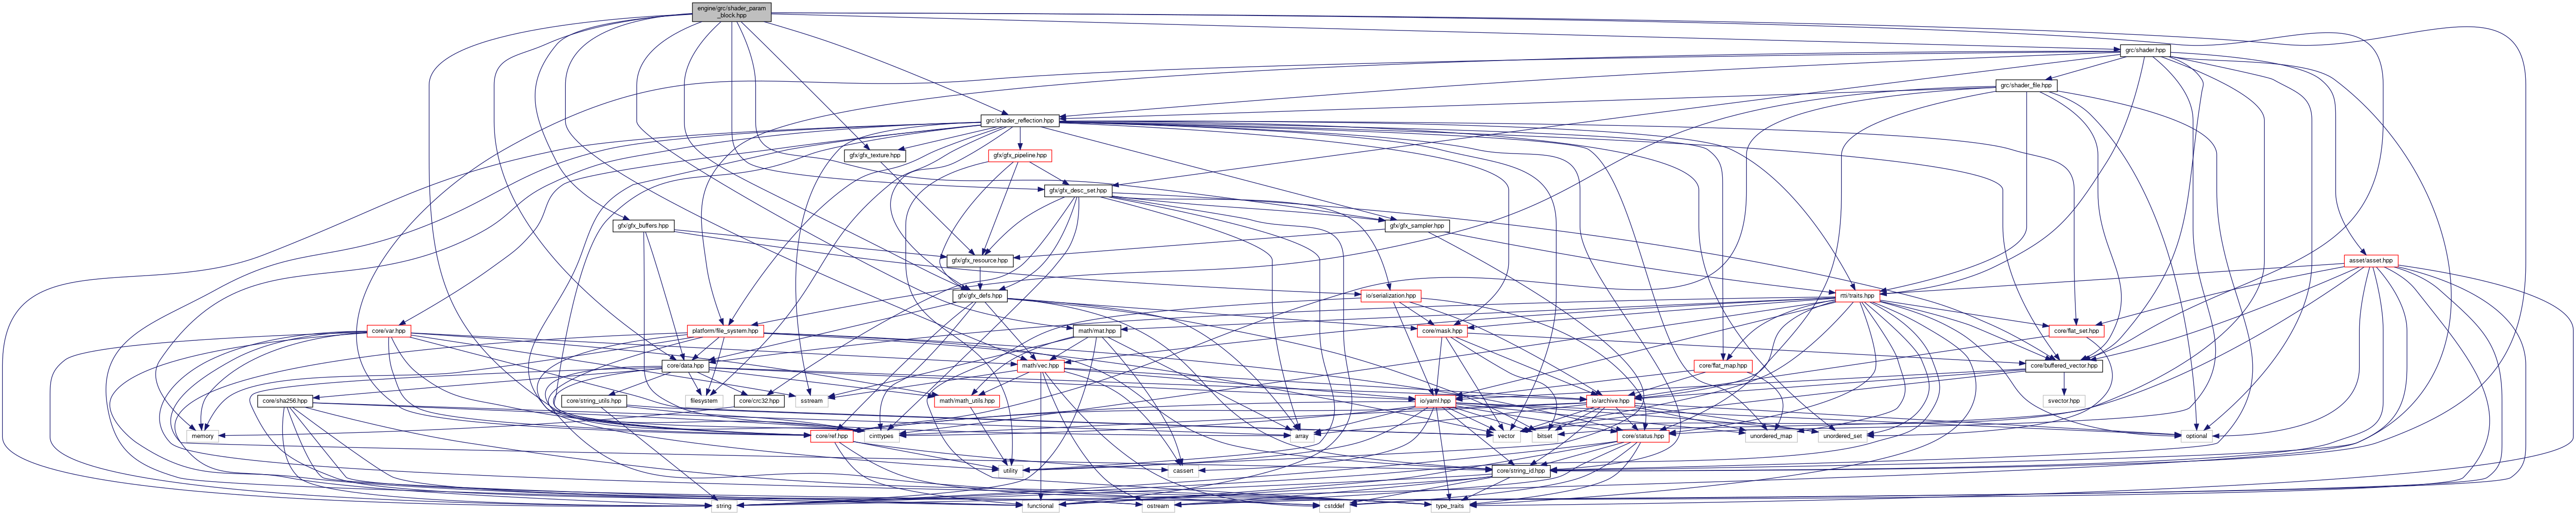 engine/grc/shader_param
_block.hpp
grc/shader.hpp
grc/shader_file.hpp
grc/shader_reflection.hpp
gfx/gfx_texture.hpp
gfx/gfx_pipeline.hpp
gfx/gfx_desc_set.hpp
gfx/gfx_buffers.hpp
gfx/gfx_sampler.hpp
gfx/gfx_resource.hpp
asset/asset.hpp
gfx/gfx_defs.hpp
io/serialization.hpp
rtti/traits.hpp
core/var.hpp
platform/file_system.hpp
math/mat.hpp
core/mask.hpp
core/flat_set.hpp
core/data.hpp
math/vec.hpp
core/flat_map.hpp
core/buffered_vector.hpp
core/sha256.hpp
core/string_utils.hpp
filesystem
core/crc32.hpp
sstream
math/math_utils.hpp
io/yaml.hpp
io/archive.hpp
svector.hpp
memory
core/ref.hpp
cinttypes
array
vector
bitset
core/status.hpp
unordered_map
unordered_set
optional
utility
cassert
core/string_id.hpp
string
functional
ostream
cstddef
type_traits